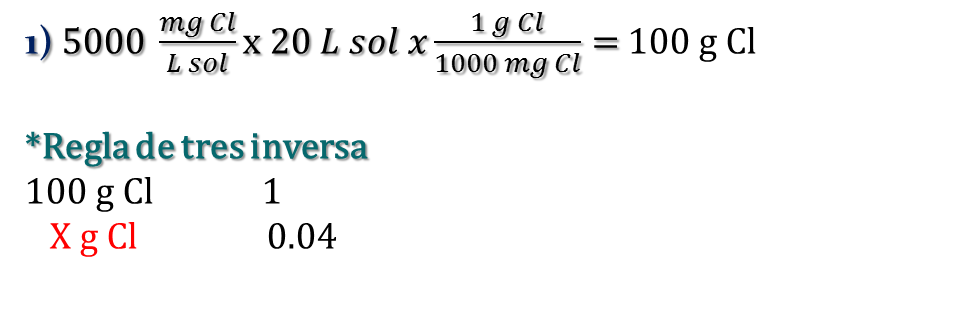 1) 5000 mg Cl / L sol x 20 L sol x 1 g Cl / 1000 mg Cl = 100 g Cl
*Regla de tres inversa
100 g Cl 1
X g Cl 0.04